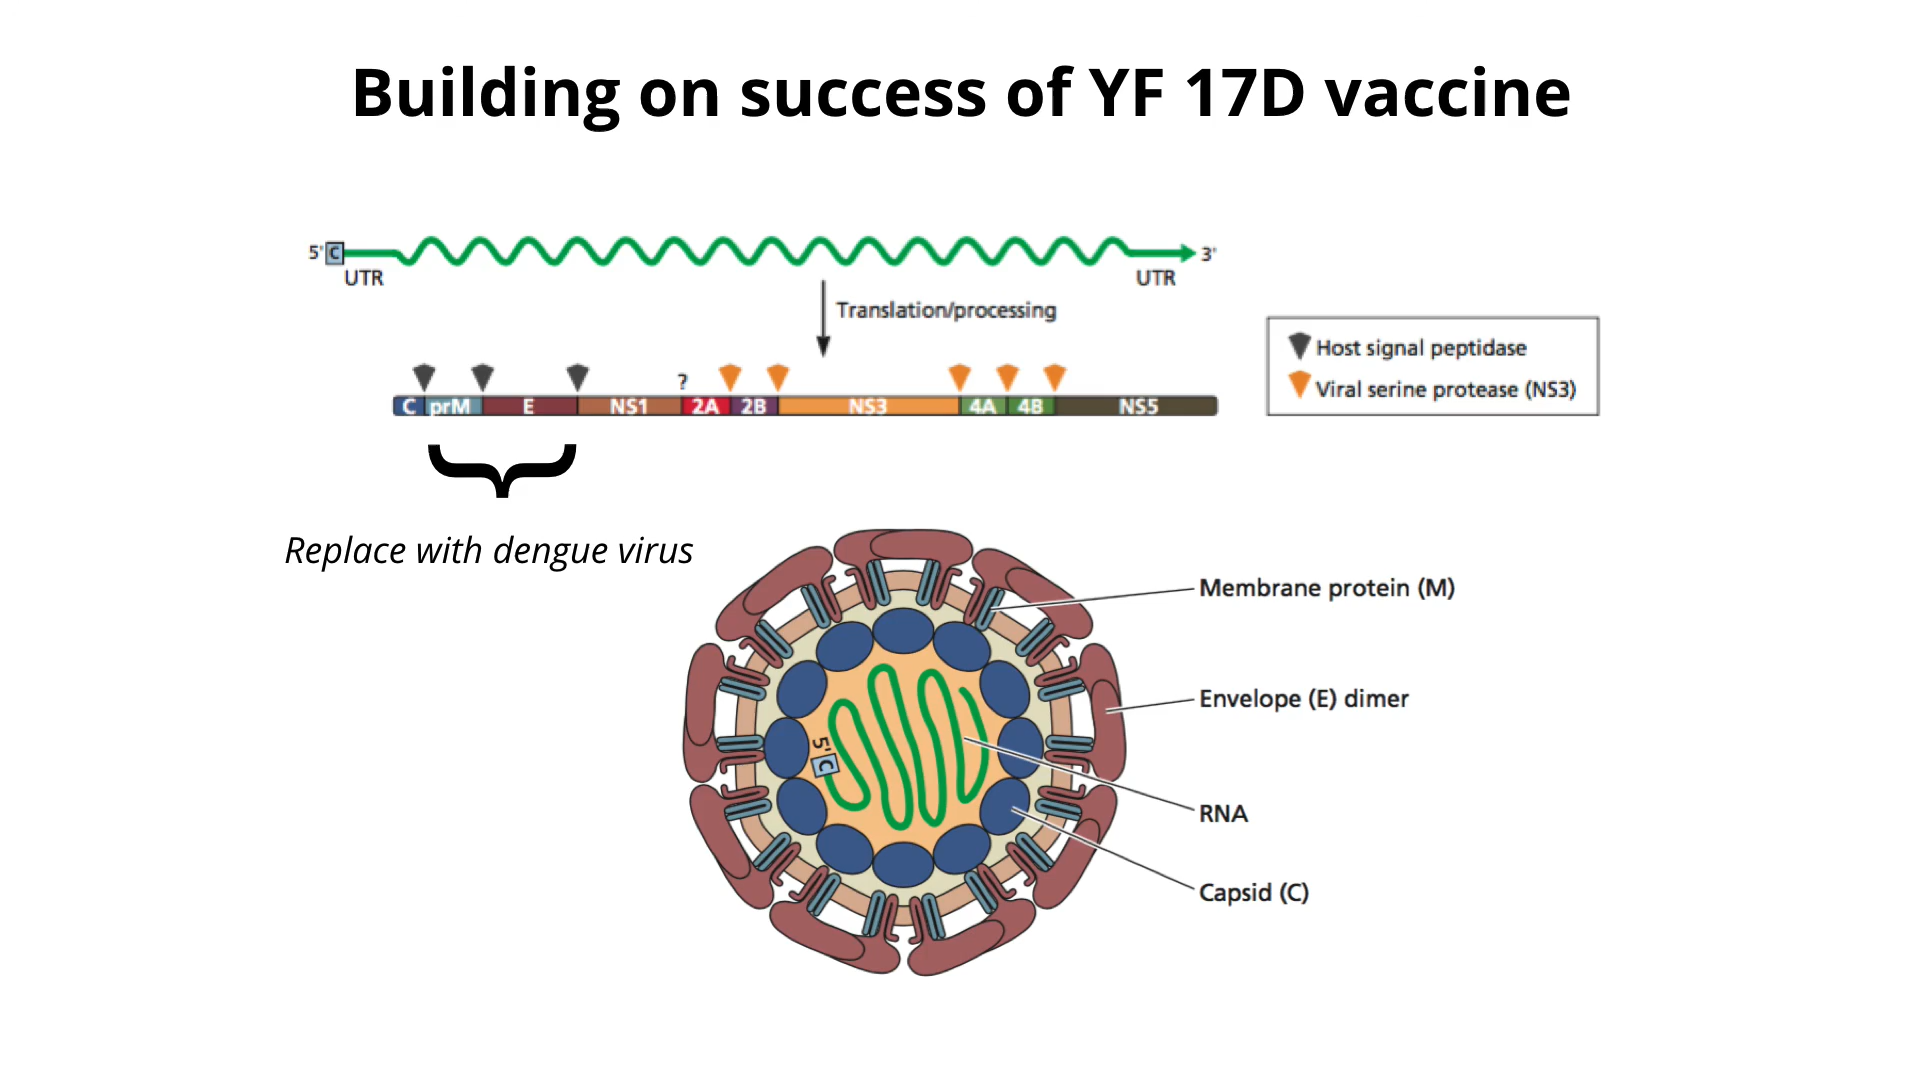 Building on success of YF 17D vaccine
5' C 3'
UTR UTR
Translation/processing
Host signal peptidase
Viral serine protease (NS3)
?
C prM E NS1 2A 2B NS3 4A 4B NS5
Replace with dengue virus
Membrane protein (M)
Envelope (E) dimer
5' C
RNA
Capsid (C)